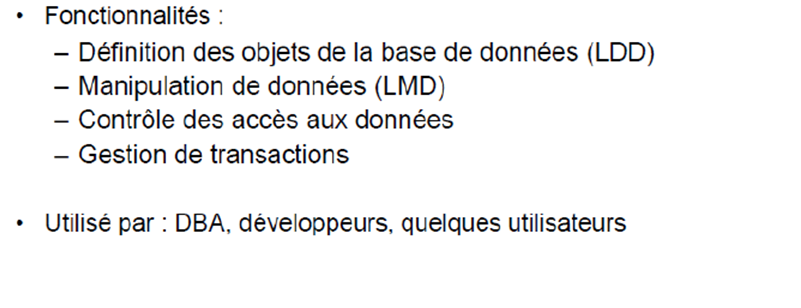 • Fonctionnalités :
– Définition des objets de la base de données (LDD)
– Manipulation de données (LMD)
– Contrôle des accès aux données
– Gestion de transactions
• Utilisé par : DBA, développeurs, quelques utilisateurs